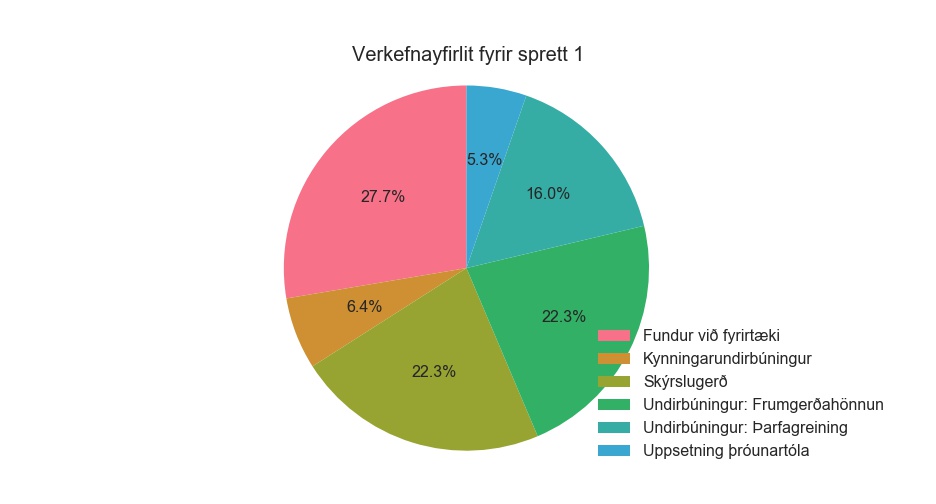 Verkefnayfirlit fyrir sprett 1
5.3%
16.0%
27.7%
6.4%
22.3%
22.3%
Fundur við fyrirtæki
Kynningarundirbúningur
Skýrslugerð
Undirbúningur: Frumgerðahönnun
Undirbúningur: Þarfagreining
Uppsetning þróunartóla